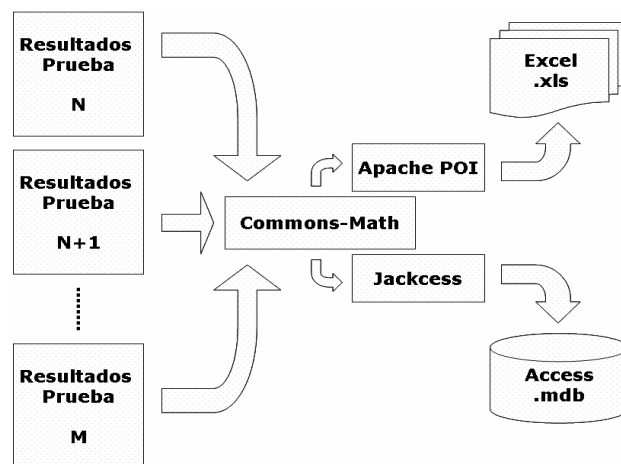 Resultados
Prueba
N
Resultados
Prueba
N+1
Resultados
Prueba
M
Commons-Math
Apache POI
Jackcess
Excel
.xls
Access
.mdb